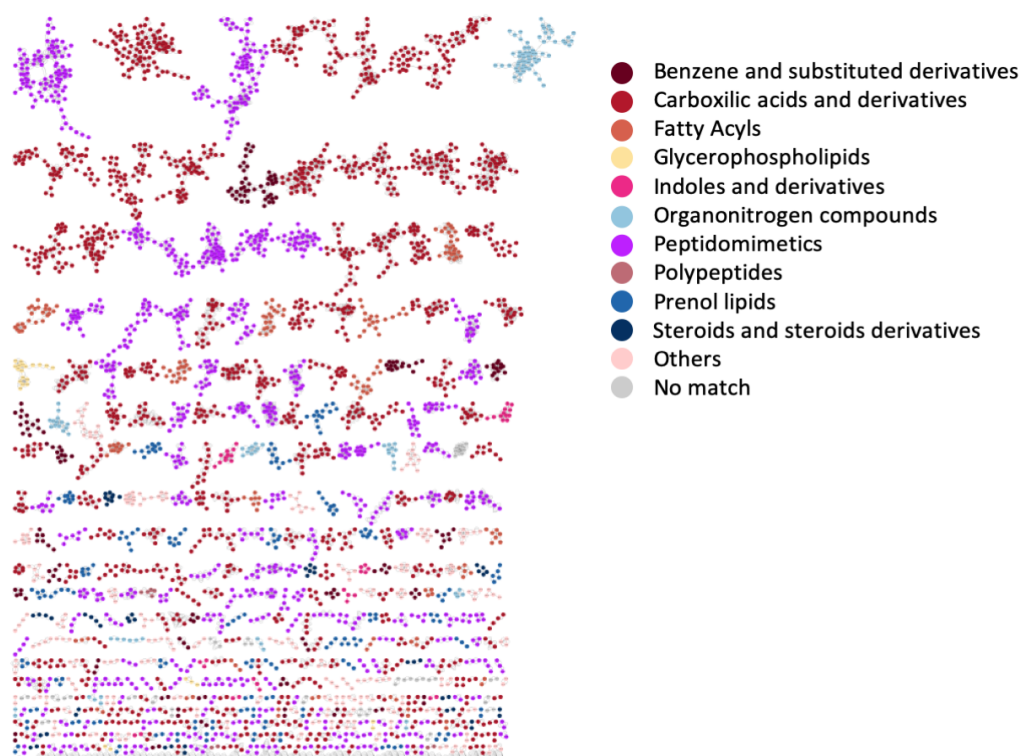 Benzene and substituted derivatives
Carboxilic acids and derivatives
Fatty Acyls
Glycerophospholipids
Indoles and derivatives
Organonitrogen compounds
Peptidomimetics
Polypeptides
Prenol lipids
Steroids and steroids derivatives
Others
No match